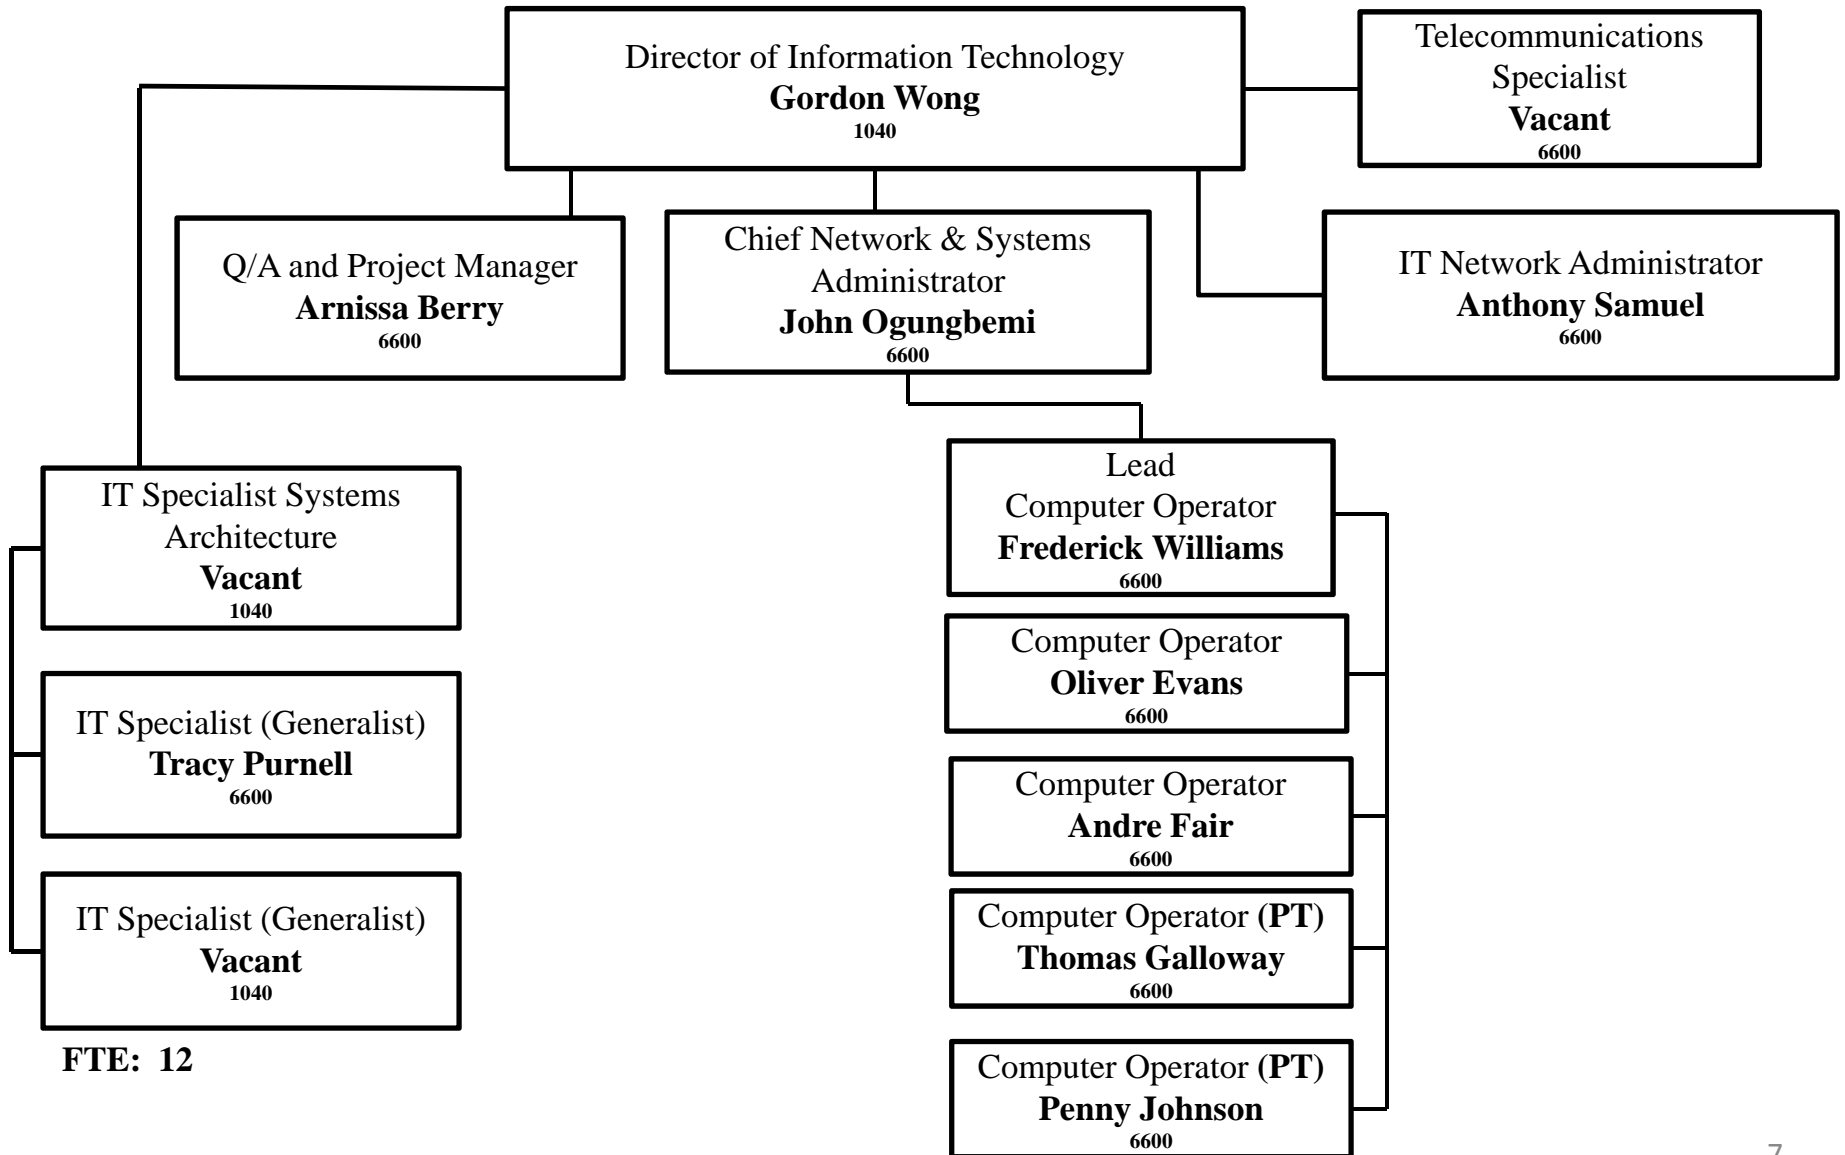 Director of Information Technology
Gordon Wong
1040
Telecommunications
Specialist
Vacant
6600
Q/A and Project Manager
Arnissa Berry
6600
Chief Network & Systems
Administrator
John Ogungbemi
6600
IT Network Administrator
Anthony Samuel
6600
IT Specialist Systems
Architecture
Vacant
1040
IT Specialist (Generalist)
Tracy Purnell
6600
IT Specialist (Generalist)
Vacant
1040
FTE: 12
Lead
Computer Operator
Frederick Williams
6600
Computer Operator
Oliver Evans
6600
Computer Operator
Andre Fair
6600
Computer Operator (PT)
Thomas Galloway
6600
Computer Operator (PT)
Penny Johnson
6600
7